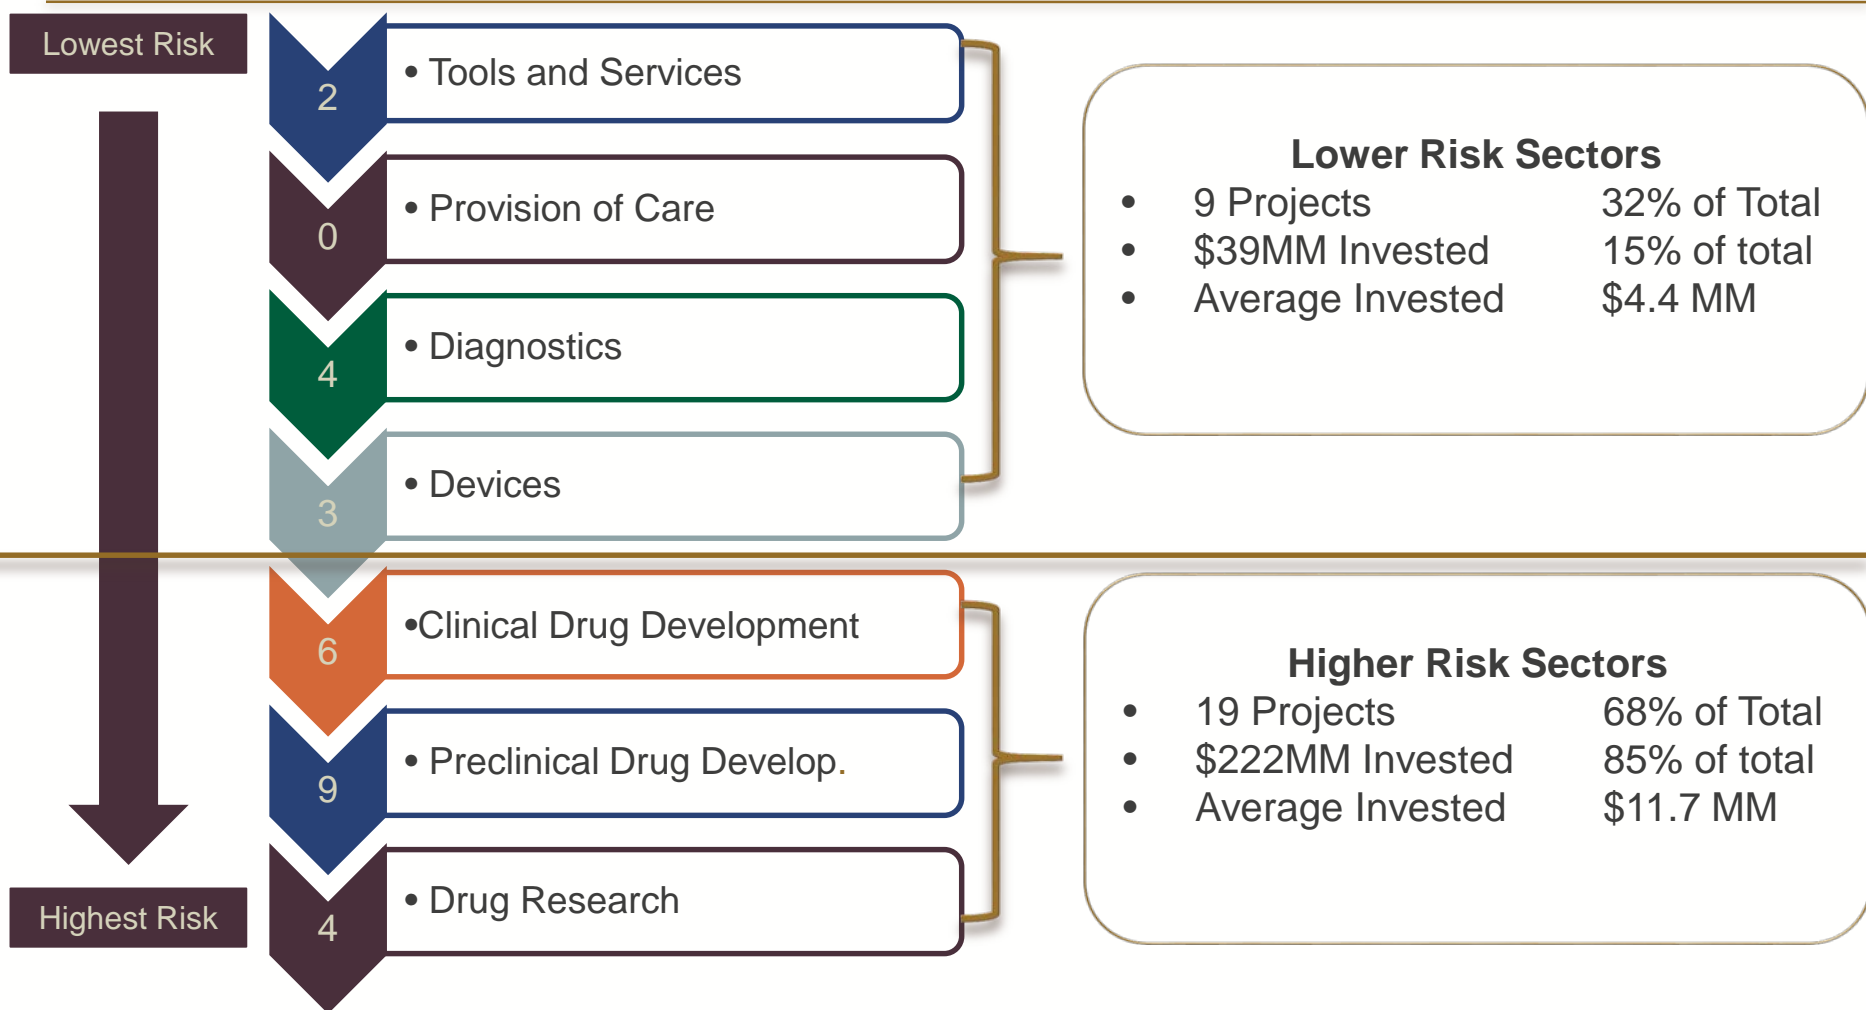 Lowest Risk
2
• Tools and Services
0
• Provision of Care
4
• Diagnostics
3
• Devices
Lower Risk Sectors
• 9 Projects 32% of Total
• $39MM Invested 15% of total
• Average Invested $4.4 MM
6
•Clinical Drug Development
9
• Preclinical Drug Develop.
4
• Drug Research
Highest Risk
Higher Risk Sectors
• 19 Projects 68% of Total
• $222MM Invested 85% of total
• Average Invested $11.7 MM